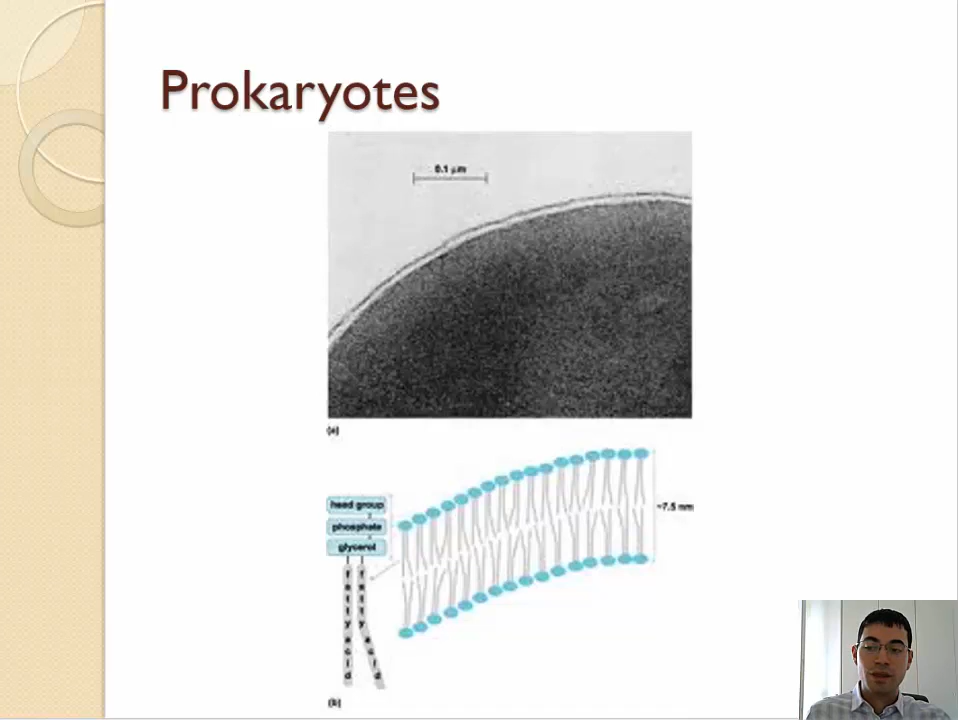 Prokaryotes
0.1 µm
(a)
head group
phosphate
glycerol
~7.5 nm
fatty acid
fatty acid
(b)